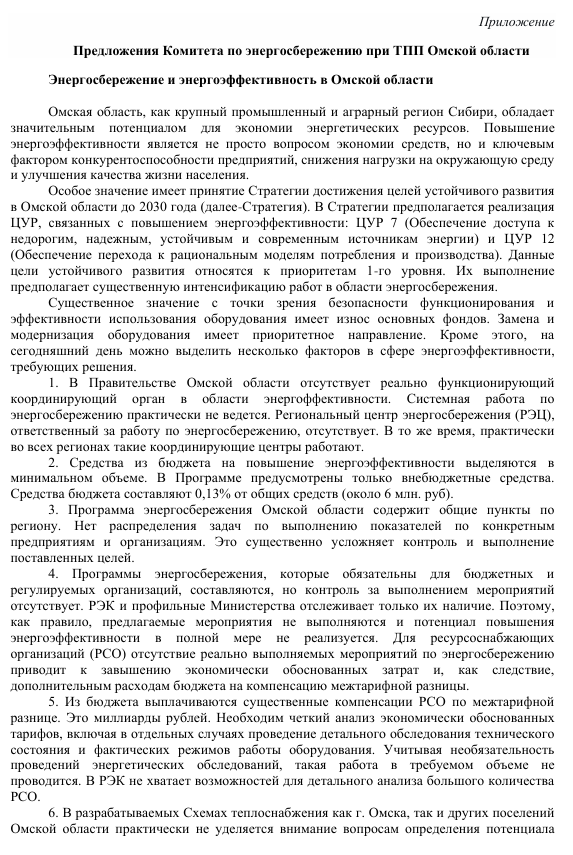 Приложение
Предложения Комитета по энергосбережению при ТПП Омской области
Энергосбережение и энергоэффективность в Омской области
Омская область, как крупный промышленный и аграрный регион Сибири, обладает
значительным потенциалом для экономии энергетических ресурсов. Повышение
энергоэффективности является не просто вопросом экономии средств, но и ключевым
фактором конкурентоспособности предприятий, снижения нагрузки на окружающую среду
и улучшения качества жизни населения.
Особое значение имеет принятие Стратегии достижения целей устойчивого развития
в Омской области до 2030 года (далее-Стратегия). В Стратегии предполагается реализация
ЦУР, связанных с повышением энергоэффективности: ЦУР 7 (Обеспечение доступа к
недорогим, надежным, устойчивым и современным источникам энергии) и ЦУР 12
(Обеспечение перехода к рациональным моделям потребления и производства). Данные
цели устойчивого развития относятся к приоритетам 1-го уровня. Их выполнение
предполагает существенную интенсификацию работ в области энергосбережения.
Существенное значение с точки зрения безопасности функционирования и
эффективности использования оборудования имеет износ основных фондов. Замена и
модернизация оборудования имеет приоритетное направление. Кроме этого, на
сегодняшний день можно выделить несколько факторов в сфере энергоэффективности,
требующих решения.
1. В Правительстве Омской области отсутствует реально функционирующий
координирующий орган в области энергоффективности. Системная работа по
энергосбережению практически не ведется. Региональный центр энергосбережения (РЭЦ),
ответственный за работу по энергосбережению, отсутствует. В то же время, практически
во всех регионах такие координирующие центры работают.
2. Средства из бюджета на повышение энергоэффективности выделяются в
минимальном объеме. В Программе предусмотрены только внебюджетные средства.
Средства бюджета составляют 0,13% от общих средств (около 6 млн. руб).
3. Программа энергосбережения Омской области содержит общие пункты по
региону. Нет распределения задач по выполнению показателей по конкретным
предприятиям и организациям. Это существенно усложняет контроль и выполнение
поставленных целей.
4. Программы энергосбережения, которые обязательны для бюджетных и
регулируемых организаций, составляются, но контроль за выполнением мероприятий
отсутствует. РЭК и профильные Министерства отслеживает только их наличие. Поэтому,
как правило, предлагаемые мероприятия не выполняются и потенциал повышения
энергоэффективности в полной мере не реализуется. Для ресурсоснабжающих
организаций (РСО) отсутствие реально выполняемых мероприятий по энергосбережению
приводит к завышению экономически обоснованных затрат и, как следствие,
дополнительным расходам бюджета на компенсацию межтарифной разницы.
5. Из бюджета выплачиваются существенные компенсации РСО по межтарифной
разнице. Это миллиарды рублей. Необходим четкий анализ экономически обоснованных
тарифов, включая в отдельных случаях проведение детального обследования технического
состояния и фактических режимов работы оборудования. Учитывая необязательность
проведений энергетических обследований, такая работа в требуемом объеме не
проводится. В РЭК не хватает возможностей для детального анализа большого количества
РСО.
6. В разрабатываемых Схемах теплоснабжения как г. Омска, так и других поселений
Омской области практически не уделяется внимание вопросам определения потенциала